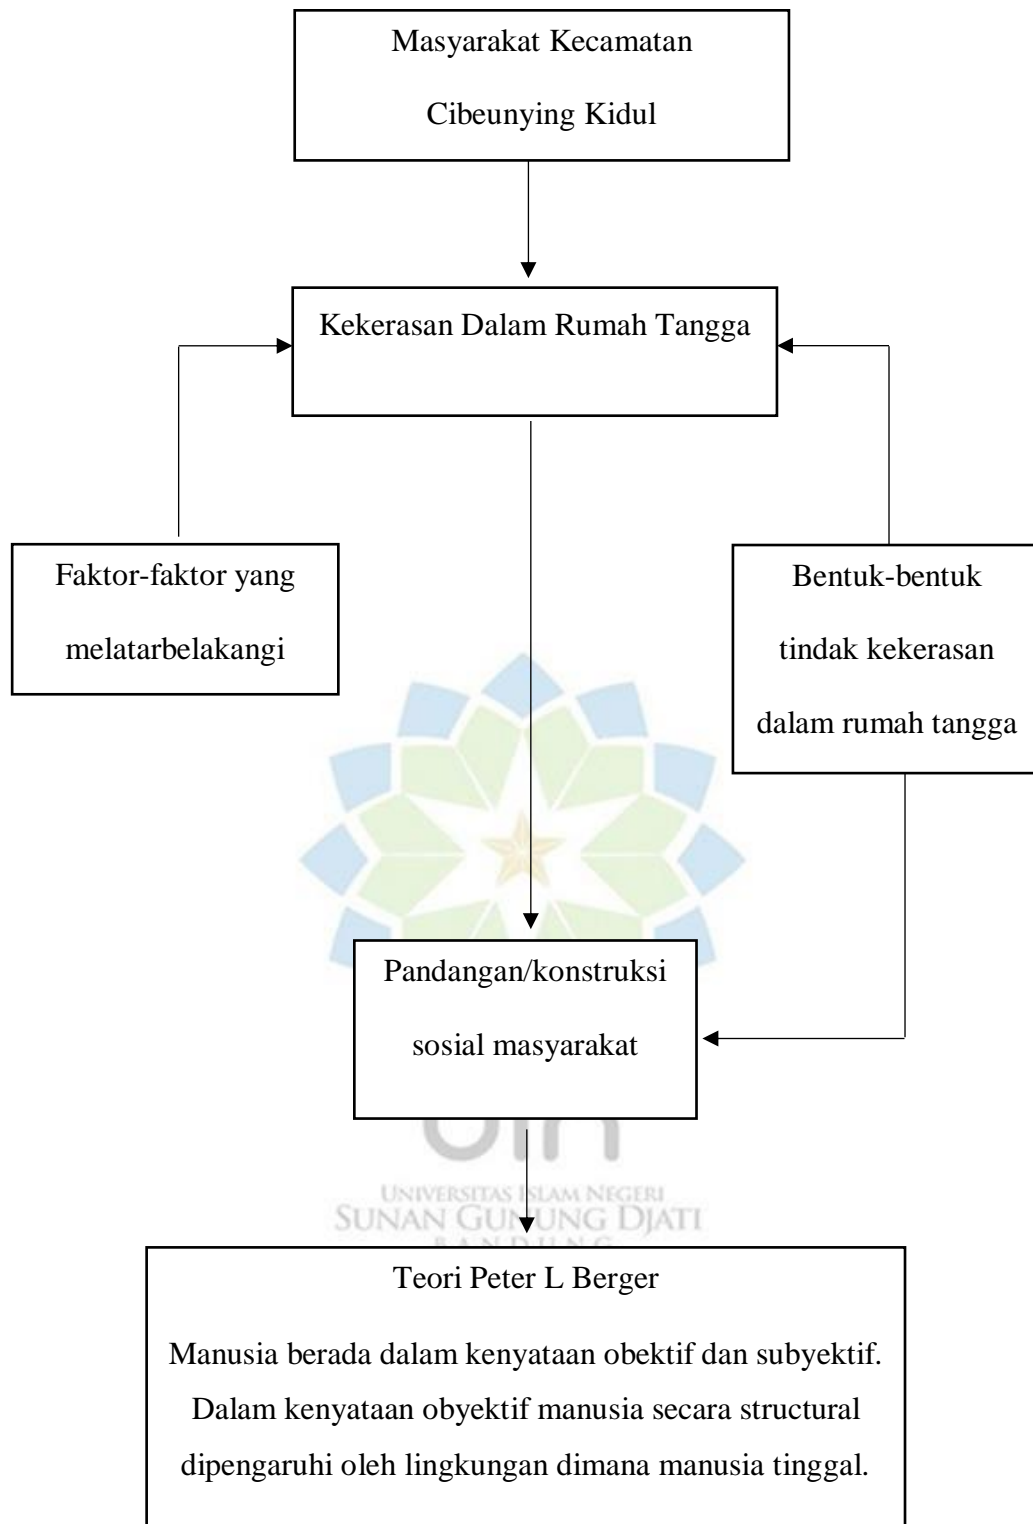 Masyarakat Kecamatan
Cibeunying Kidul
Kekerasan Dalam Rumah Tangga
Faktor-faktor yang
melatarbelakangi
Bentuk-bentuk
tindak kekerasan
dalam rumah tangga
Pandangan/konstruksi
sosial masyarakat
uin
UNIVERSITAS ISLAM NEGERI
SUNAN GUNUNG DJATI
BANDUNG
Teori Peter L Berger
Manusia berada dalam kenyataan obektif dan subyektif.
Dalam kenyataan obyektif manusia secara structural
dipengaruhi oleh lingkungan dimana manusia tinggal.